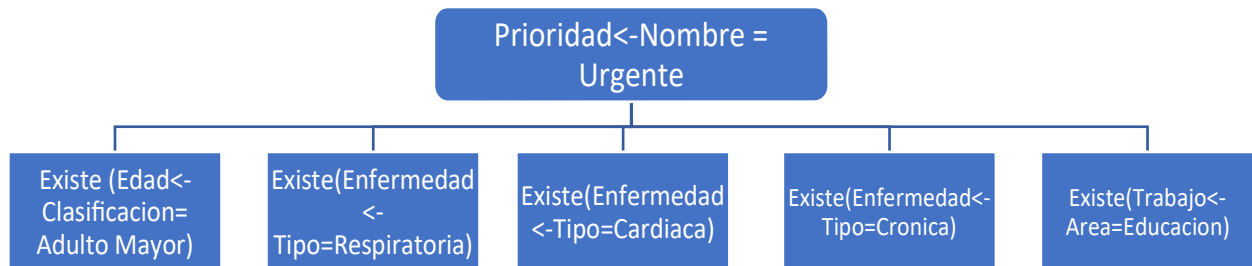 Prioridad<-Nombre =
Urgente
Existe (Edad<-
Clasificacion=
Adulto Mayor)
Existe(Enfermedad
<-
Tipo=Respiratoria)
Existe(Enfermedad
<-Tipo=Cardiaca)
Existe(Enfermedad<-
Tipo=Cronica)
Existe(Trabajo<-
Area=Educacion)